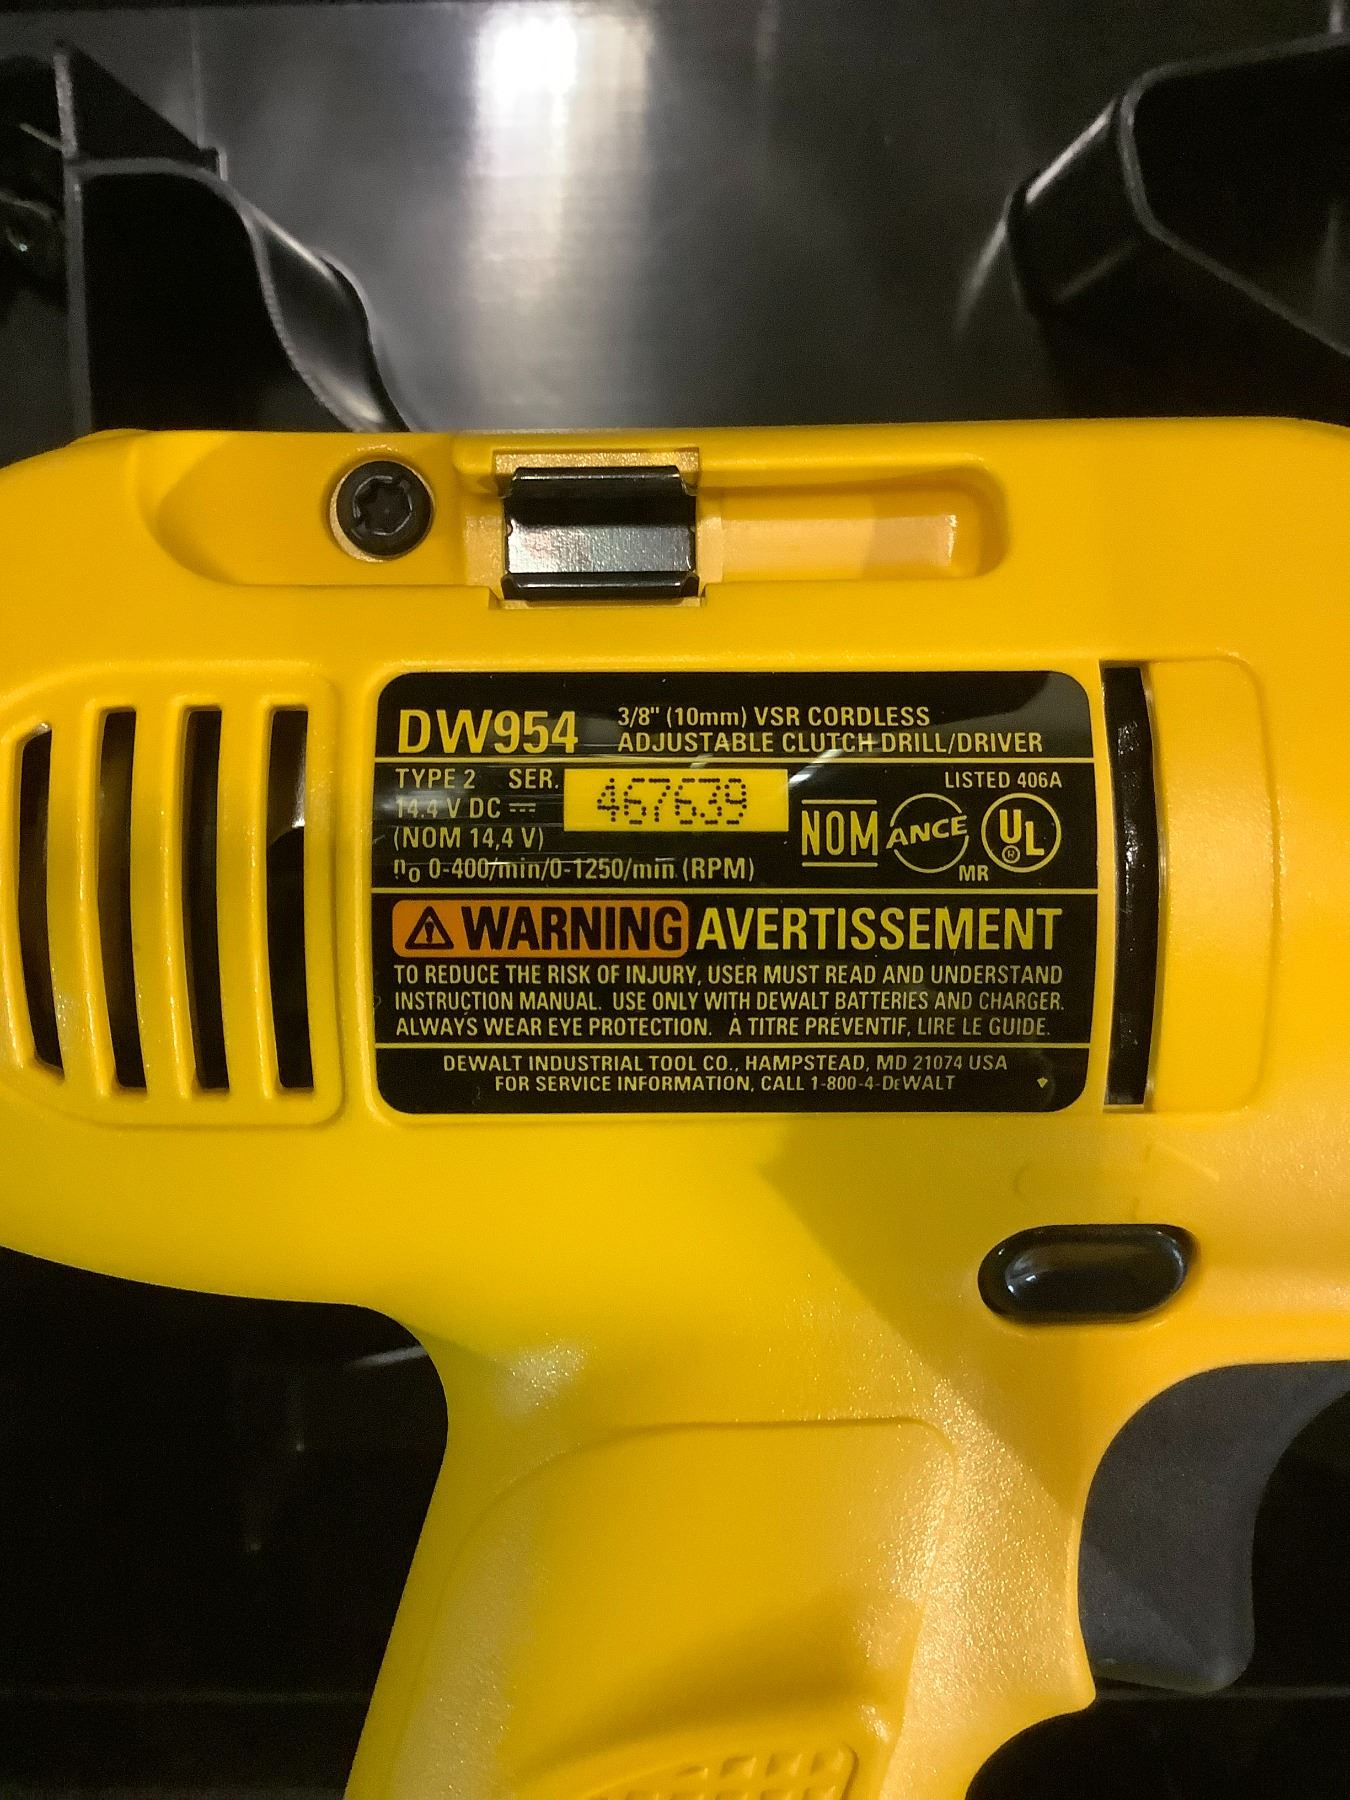 DW954 3/8" (10mm) VSR CORDLESS
ADJUSTABLE CLUTCH DRILL/DRIVER
TYPE 2 SER. 467639 LISTED 406A
14.4 V DC ⎓
(NOM 14,4 V)
NOM ANCE UL ®
MR
n₀ 0-400/min/0-1250/min (RPM)
WARNING AVERTISSEMENT
TO REDUCE THE RISK OF INJURY, USER MUST READ AND UNDERSTAND
INSTRUCTION MANUAL. USE ONLY WITH DEWALT BATTERIES AND CHARGER.
ALWAYS WEAR EYE PROTECTION. À TITRE PRÉVENTIF, LIRE LE GUIDE.
DEWALT INDUSTRIAL TOOL CO., HAMPSTEAD, MD 21074 USA
FOR SERVICE INFORMATION, CALL 1-800-4-DEWALT